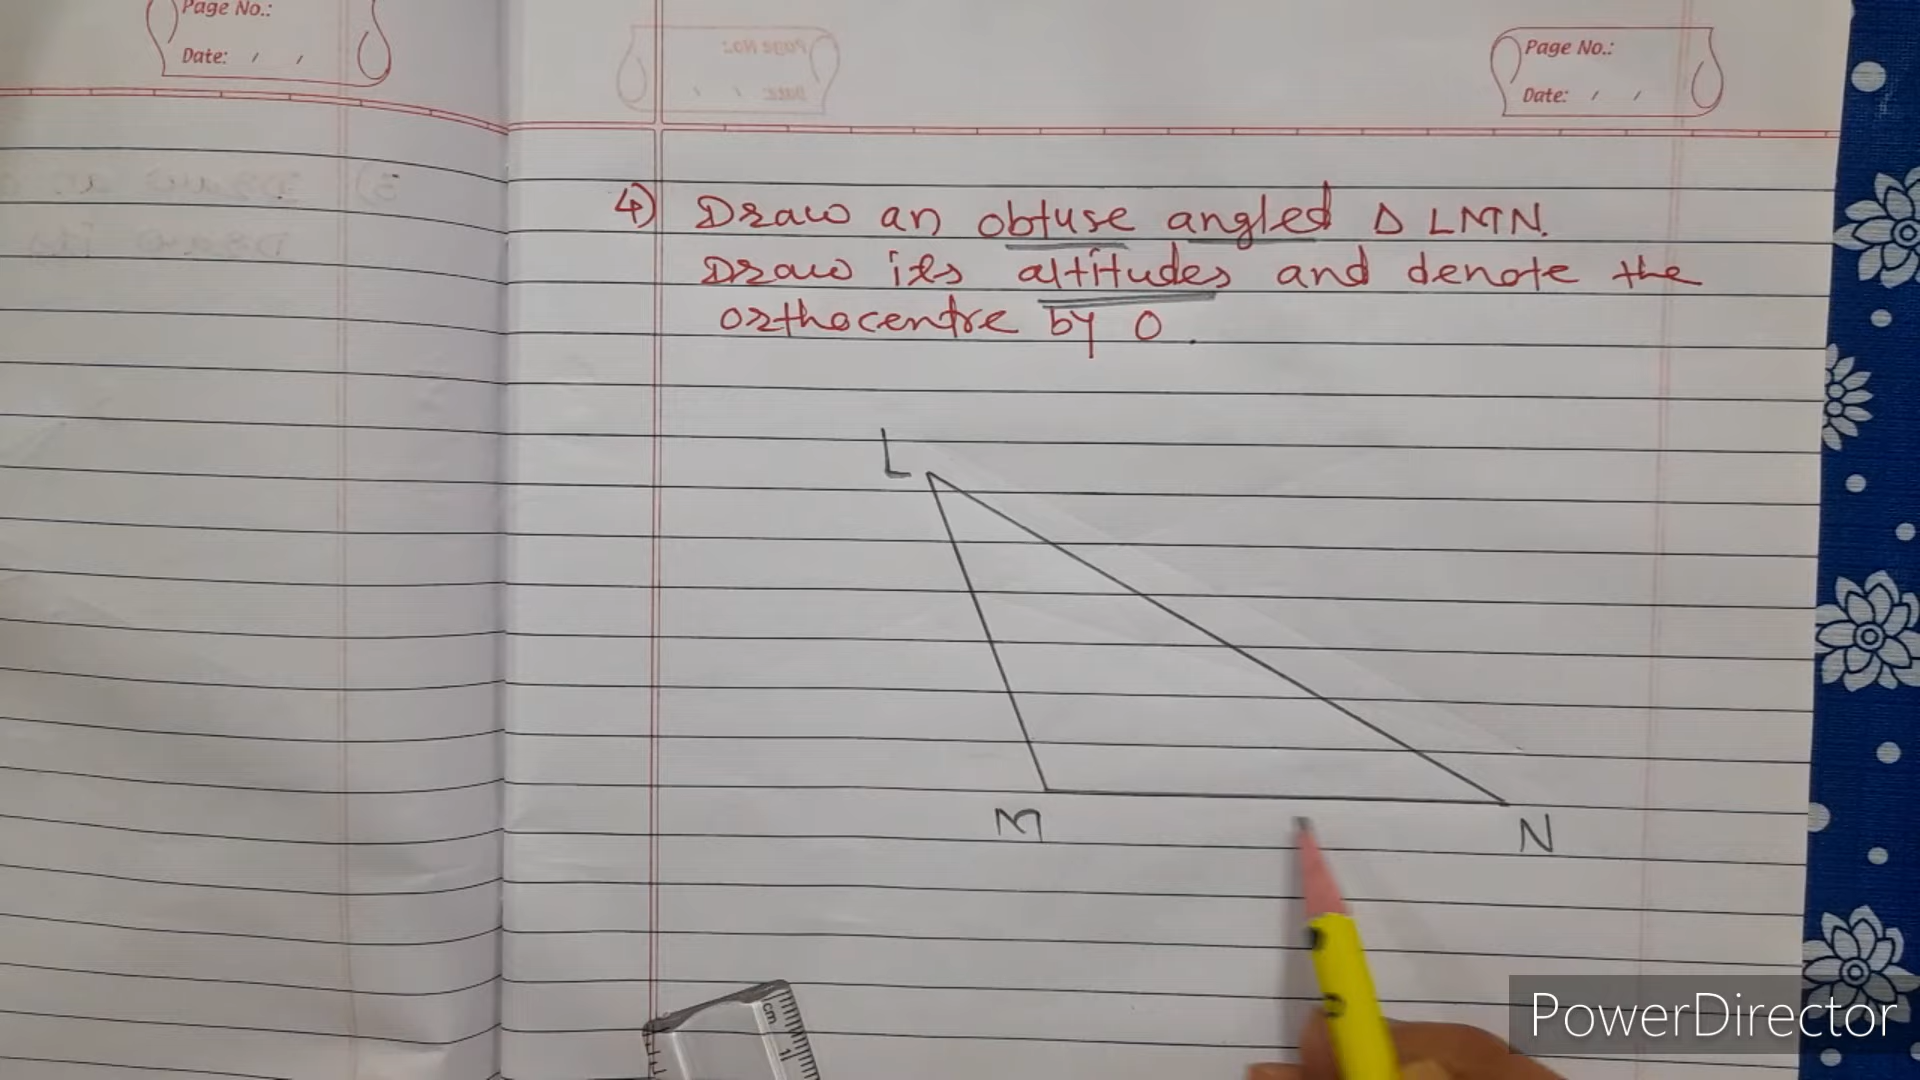 Page No.:
Date: / /
Page No.:
Date: / /
4) Draw an obtuse angled Δ LMN.
Draw its altitudes and denote the
orthocentre by O.
L
M
N
cm
1
PowerDirector